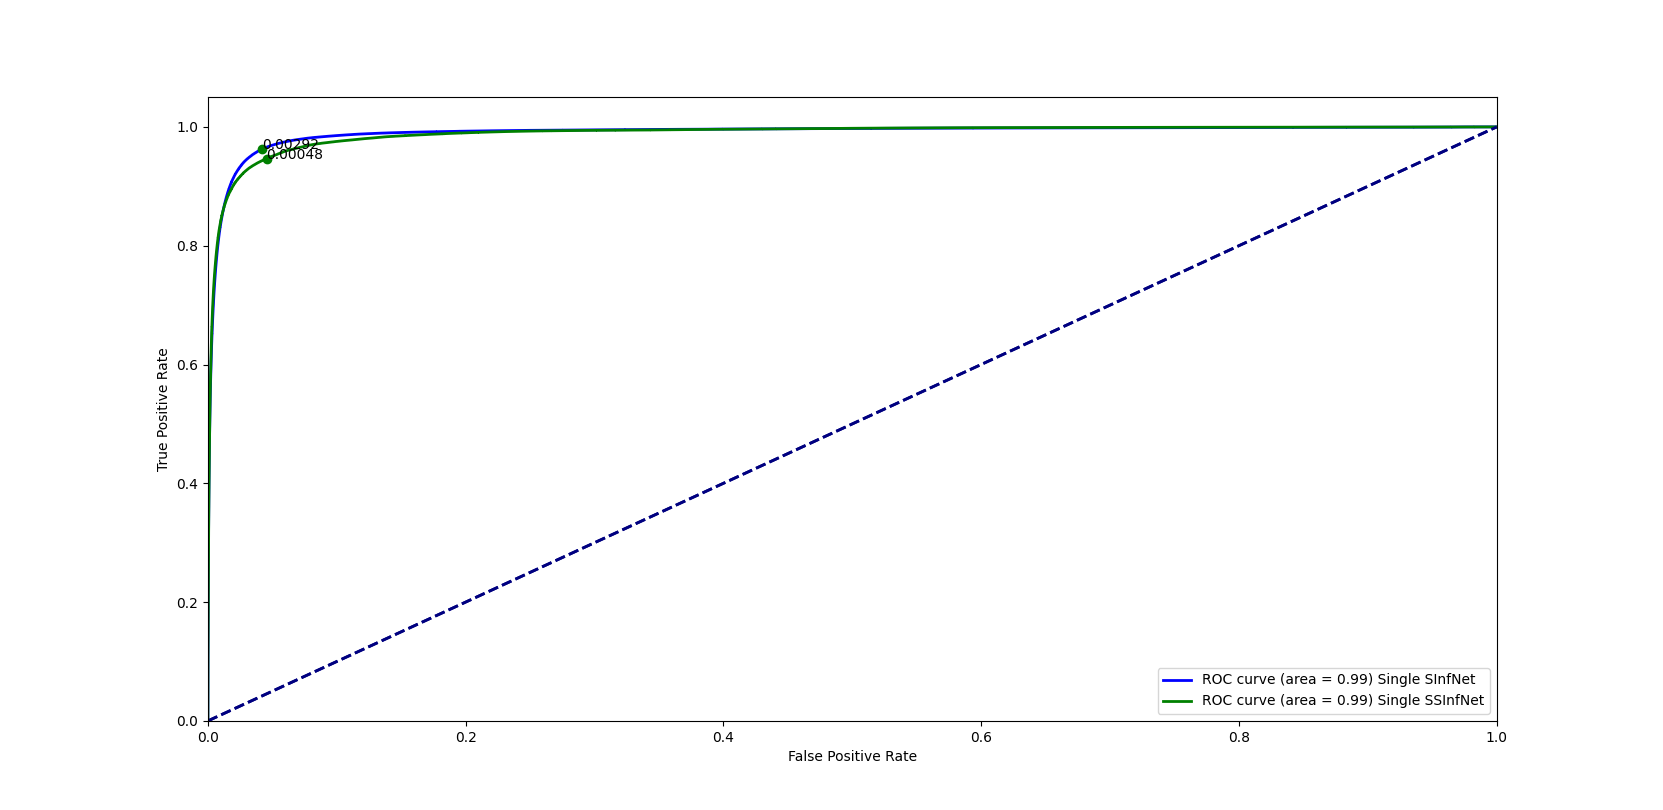 1.0
0.8
0.6
0.4
0.2
0.0
True Positive Rate
0.00292
0.00048
ROC curve (area = 0.99) Single SInfNet
ROC curve (area = 0.99) Single SSInfNet
0.0 0.2 0.4 0.6 0.8 1.0
False Positive Rate